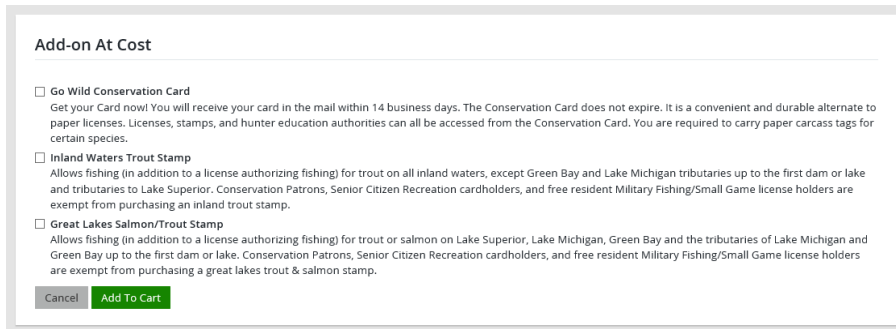 Add-on At Cost
Go Wild Conservation Card
Get your Card now! You will receive your card in the mail within 14 business days. The Conservation Card does not expire. It is a convenient and durable alternate to
paper licenses. Licenses, stamps, and hunter education authorities can all be accessed from the Conservation Card. You are required to carry paper carcass tags for
certain species.
Inland Waters Trout Stamp
Allows fishing (in addition to a license authorizing fishing) for trout on all inland waters, except Green Bay and Lake Michigan tributaries up to the first dam or lake
and tributaries to Lake Superior. Conservation Patrons, Senior Citizen Recreation cardholders, and free resident Military Fishing/Small Game license holders are
exempt from purchasing an inland trout stamp.
Great Lakes Salmon/Trout Stamp
Allows fishing (in addition to a license authorizing fishing) for trout or salmon on Lake Superior, Lake Michigan, Green Bay and the tributaries of Lake Michigan and
Green Bay up to the first dam or lake. Conservation Patrons, Senior Citizen Recreation cardholders, and free resident Military Fishing/Small Game license holders
are exempt from purchasing a great lakes trout & salmon stamp.
Cancel Add To Cart